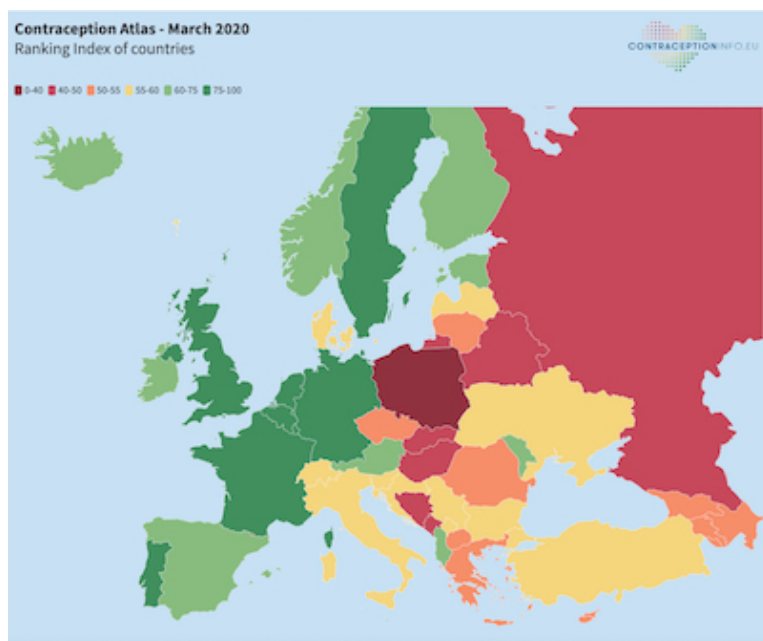 Contraception Atlas - March 2020
Ranking Index of countries
CONTRACEPTIONINFO.EU
0-40 40-50 50-55 55-60 60-75 75-100